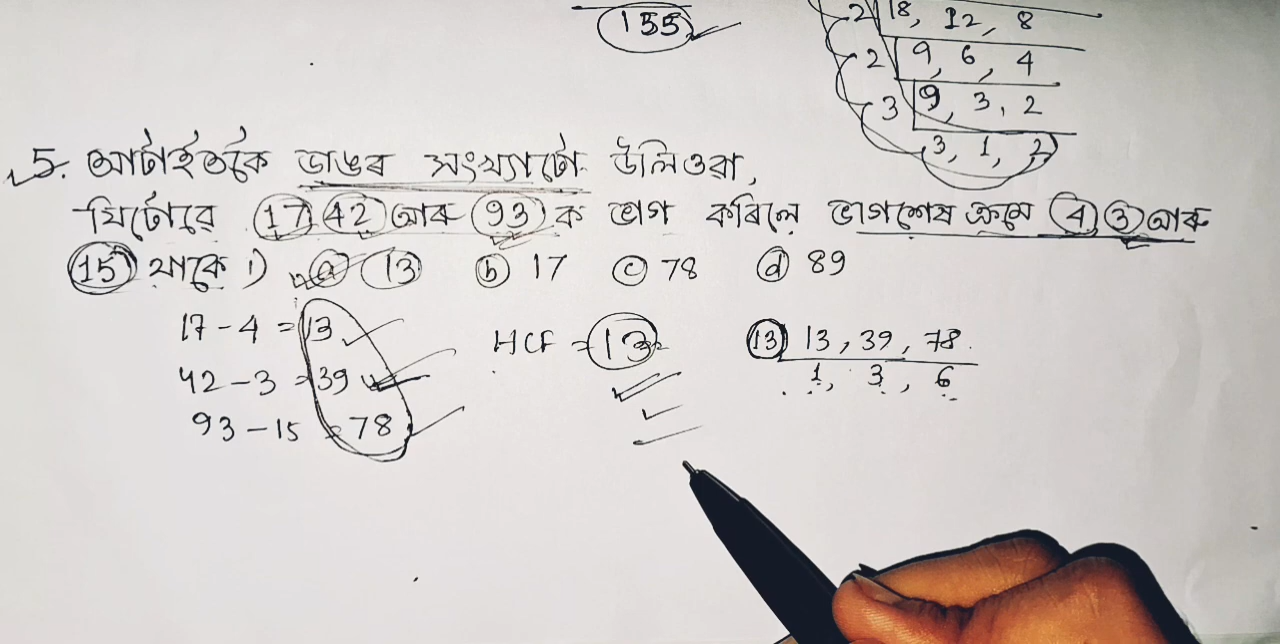 155
2 18, 12, 8
2 9, 6, 4
3 9, 3, 2
3, 1, 2
5. আটাইতকৈ ডাঙৰ সংখ্যাটো উলিওৱা,
যিটোৰে 17, 42 আৰু 93 ক ভাগ কৰিলে ভাগশেষ ক্ৰমে 4, 3 আৰু
15 থাকে।) a 13 b 17 c 78 d 89
17 - 4 = 13
42 - 3 = 39
93 - 15 = 78
HCF = 13
13 13, 39, 78
1, 3, 6